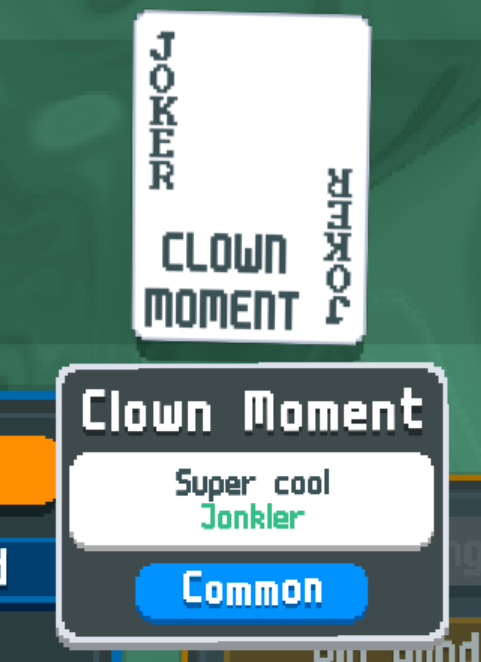 JOKER
CLOWN
MOMENT
JOKER
Clown Moment
Super cool
Jonkler
Common